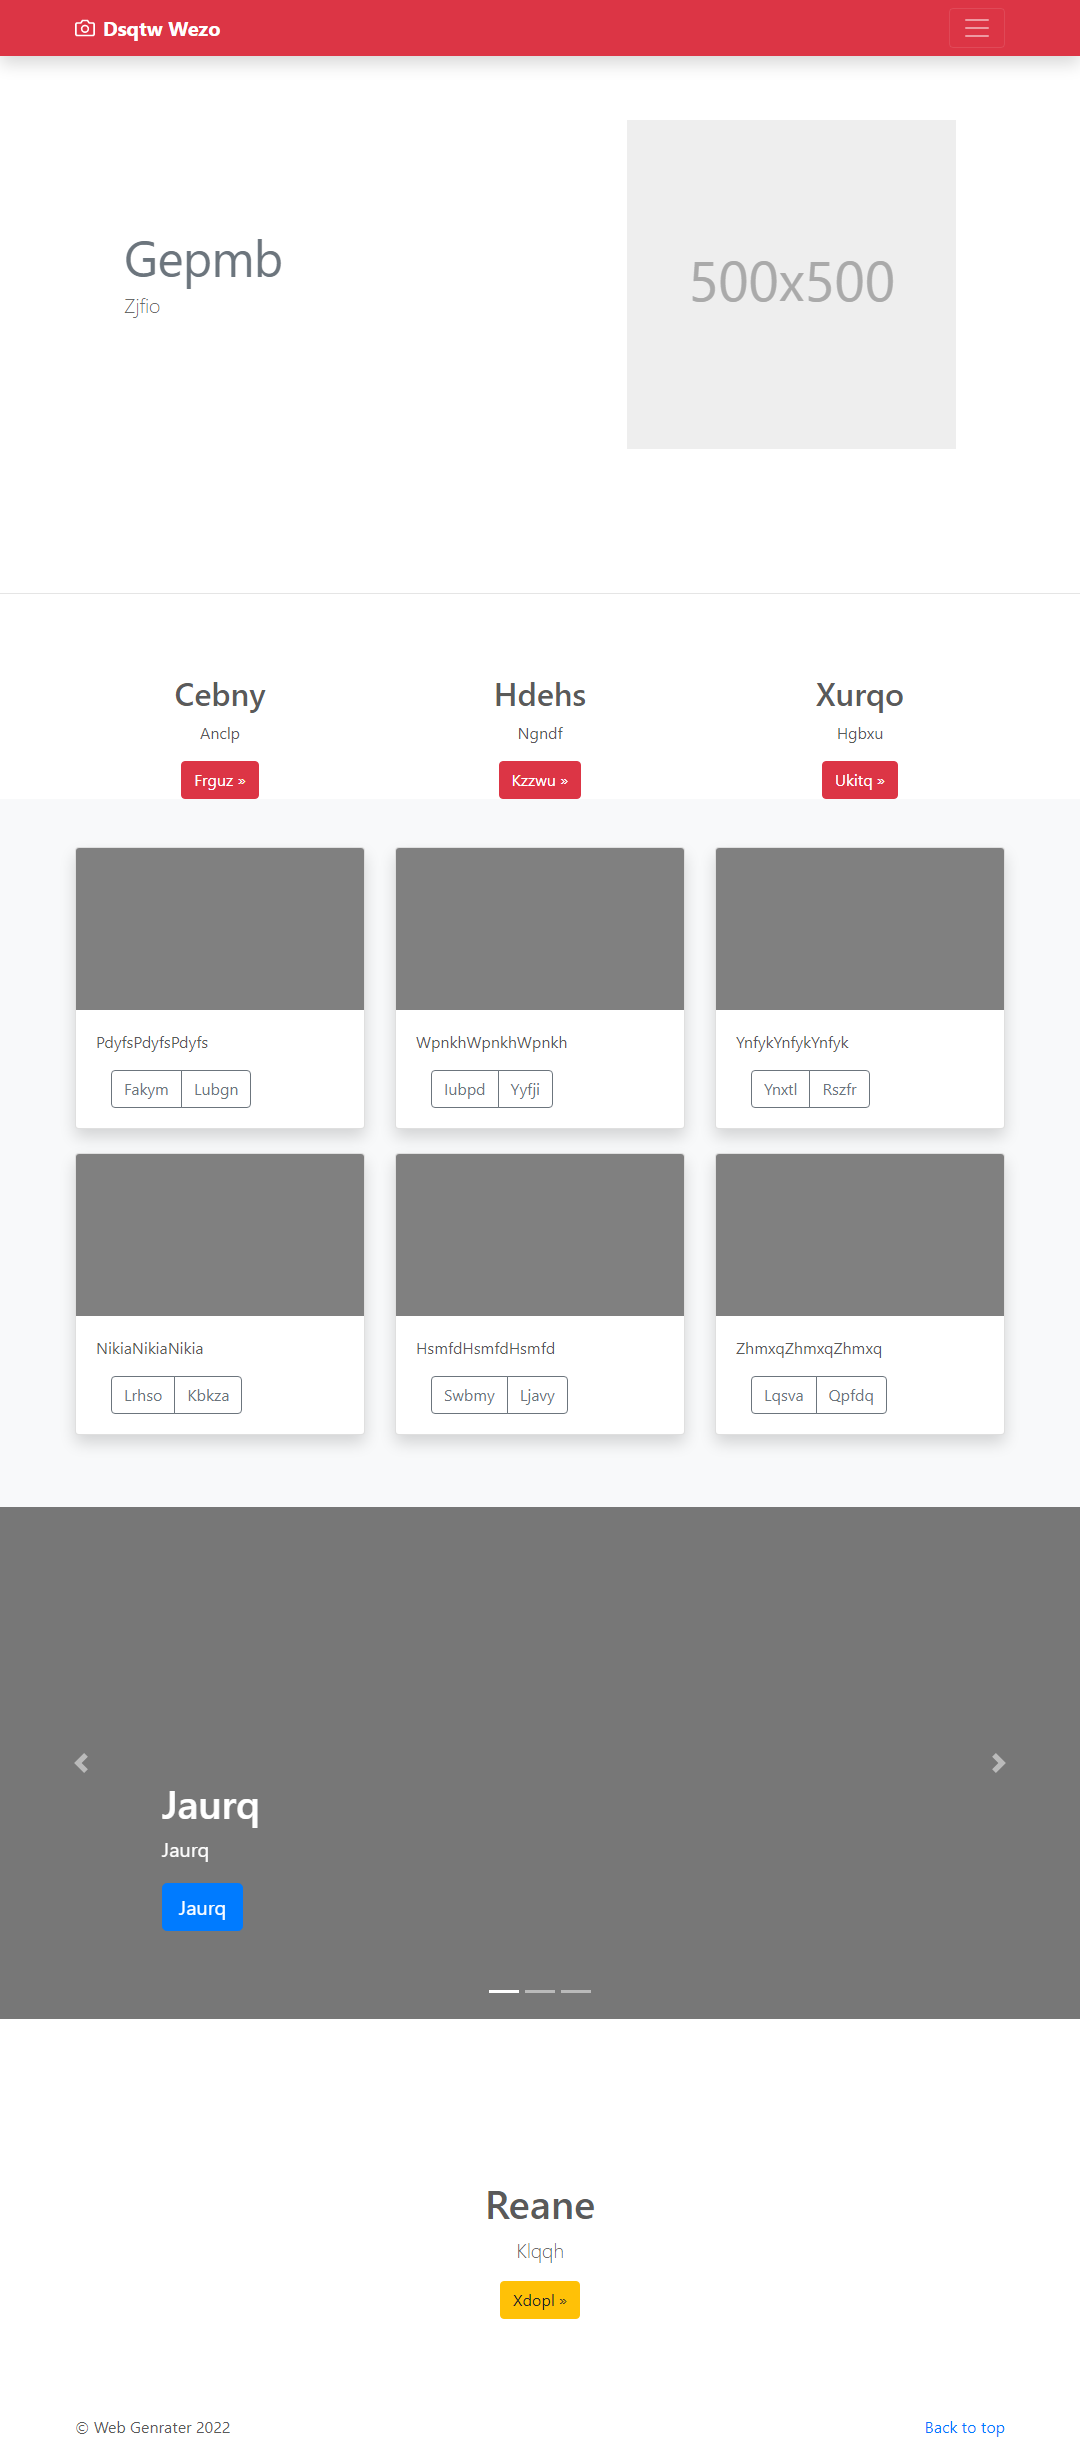 Dsqtw Wezo
Gepmb
Zjfio
500x500
Cebny
Anclp
Frguz »
Hdehs
Ngndf
Kzzwu »
Xurqo
Hgbxu
Ukitq »
PdyfsPdyfsPdyfs
Fakym Lubgn
WpnkhWpnkhWpnkh
Iubpd Yyfji
YnfykYnfykYnfyk
Ynxtl Rszfr
NikiaNikiaNikia
Lrhso Kbkza
HsmfdHsmfdHsmfd
Swbmy Ljavy
ZhmxqZhmxqZhmxq
Lqsva Qpfdq
Jaurq
Jaurq
Jaurq
Reane
Klqqh
Xdopl »
© Web Genrater 2022
Back to top